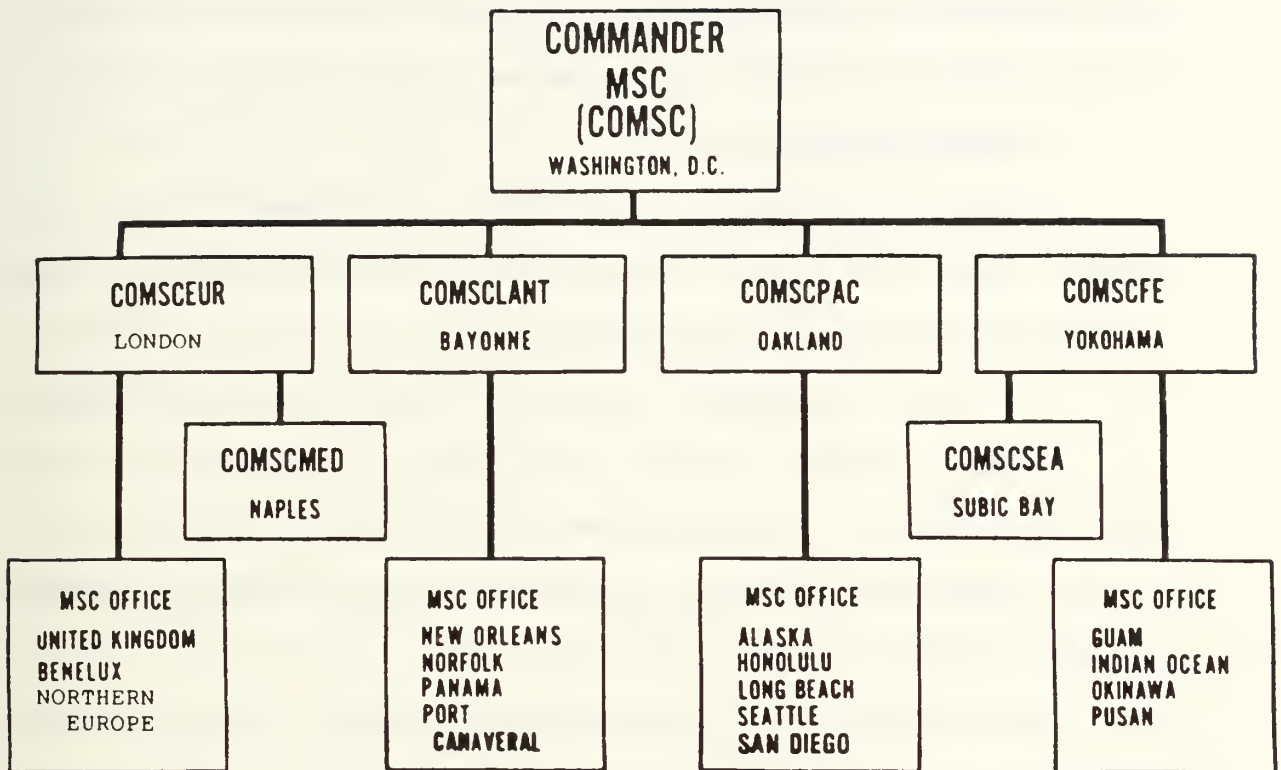 COMMANDER
MSC
(COMSC)
WASHINGTON, D.C.
COMSCEUR
LONDON
COMSCLANT
BAYONNE
COMSCPAC
OAKLAND
COMSCFE
YOKOHAMA
COMSCMED
NAPLES
COMSCSEA
SUBIC BAY
MSC OFFICE
UNITED KINGDOM
BENELUX
NORTHERN
EUROPE
MSC OFFICE
NEW ORLEANS
NORFOLK
PANAMA
PORT
CANAVERAL
MSC OFFICE
ALASKA
HONOLULU
LONG BEACH
SEATTLE
SAN DIEGO
MSC OFFICE
GUAM
INDIAN OCEAN
OKINAWA
PUSAN